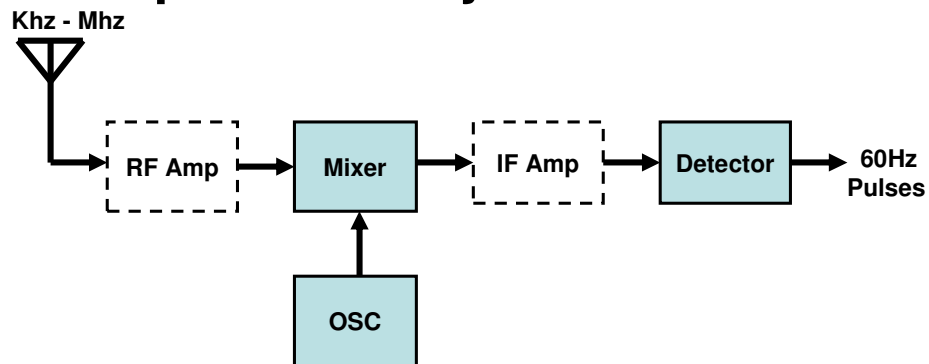 Khz - Mhz
RF Amp
Mixer
IF Amp
Detector
60Hz
Pulses
OSC